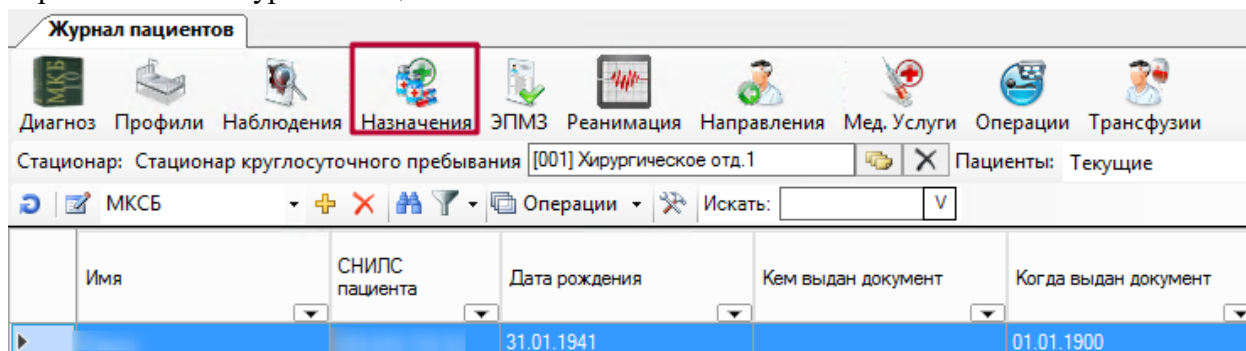 Журнал пациентов
МКБ 10
Диагноз Профили Наблюдения Назначения ЭПМЗ Реанимация Направления Мед. Услуги Операции Трансфузии
Стационар: Стационар круглосуточного пребывания [001] Хирургическое отд.1 Пациенты: Текущие
МКСБ Операции Искать: V
Имя СНИЛС пациента Дата рождения Кем выдан документ Когда выдан документ
31.01.1941 01.01.1900